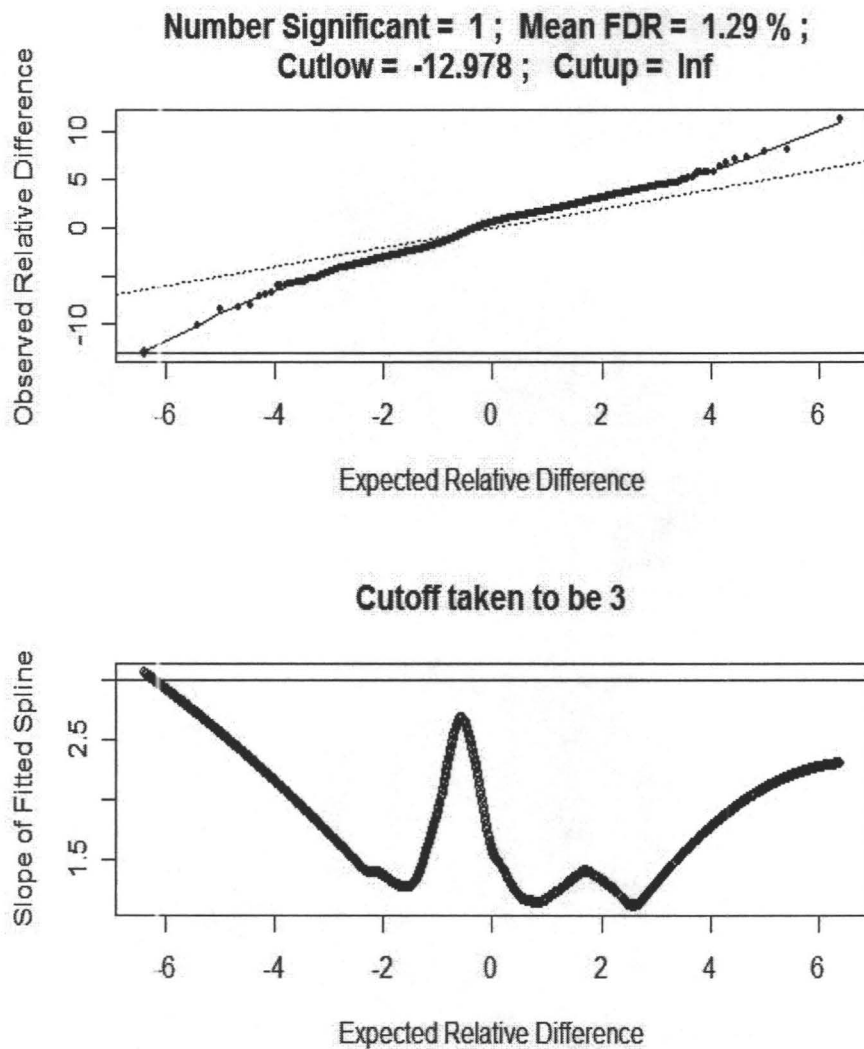 Number Significant = 1 ; Mean FDR = 1.29 % ;
Cutlow = -12.978 ; Cutup = Inf
Observed Relative Difference
10
5
0
-10
-6
-4
-2
0
2
4
6
Expected Relative Difference
Cutoff taken to be 3
Slope of Fitted Spline
2.5
1.5
-6
-4
-2
0
2
4
6
Expected Relative Difference